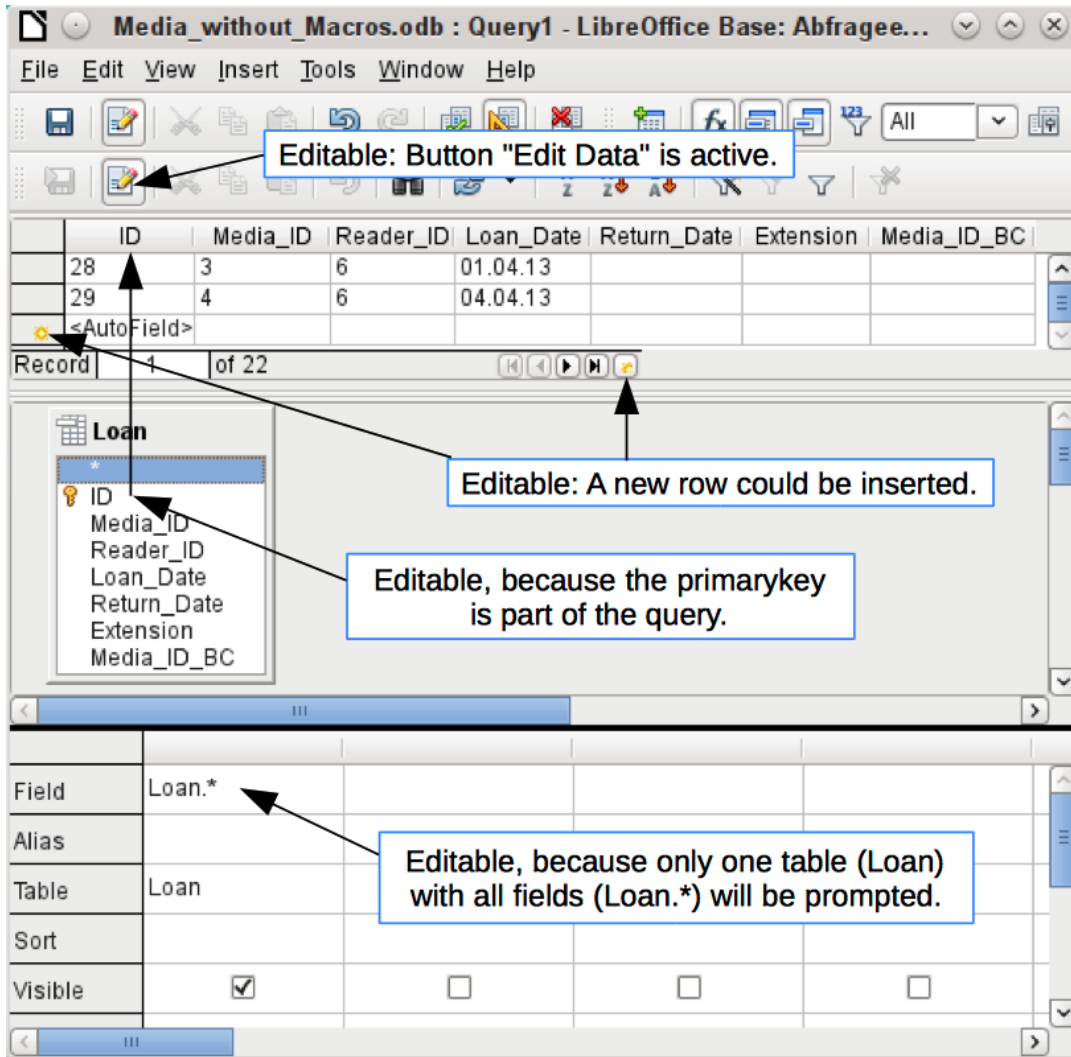 Media_without_Macros.odb : Query1 - LibreOffice Base: Abfragee...
File Edit View Insert Tools Window Help
fx 123 All
Editable: Button "Edit Data" is active.
Z Z A
ID Media_ID Reader_ID Loan_Date Return_Date Extension Media_ID_BC
28 3 6 01.04.13
29 4 6 04.04.13
<AutoField>
Record 1 of 22
Loan
*
Editable: A new row could be inserted.
ID
Media_ID
Reader_ID
Loan_Date
Return_Date
Extension
Media_ID_BC
Editable, because the primarykey
is part of the query.
Field Loan.*
Alias
Editable, because only one table (Loan)
with all fields (Loan.*) will be prompted.
Table Loan
Sort
Visible